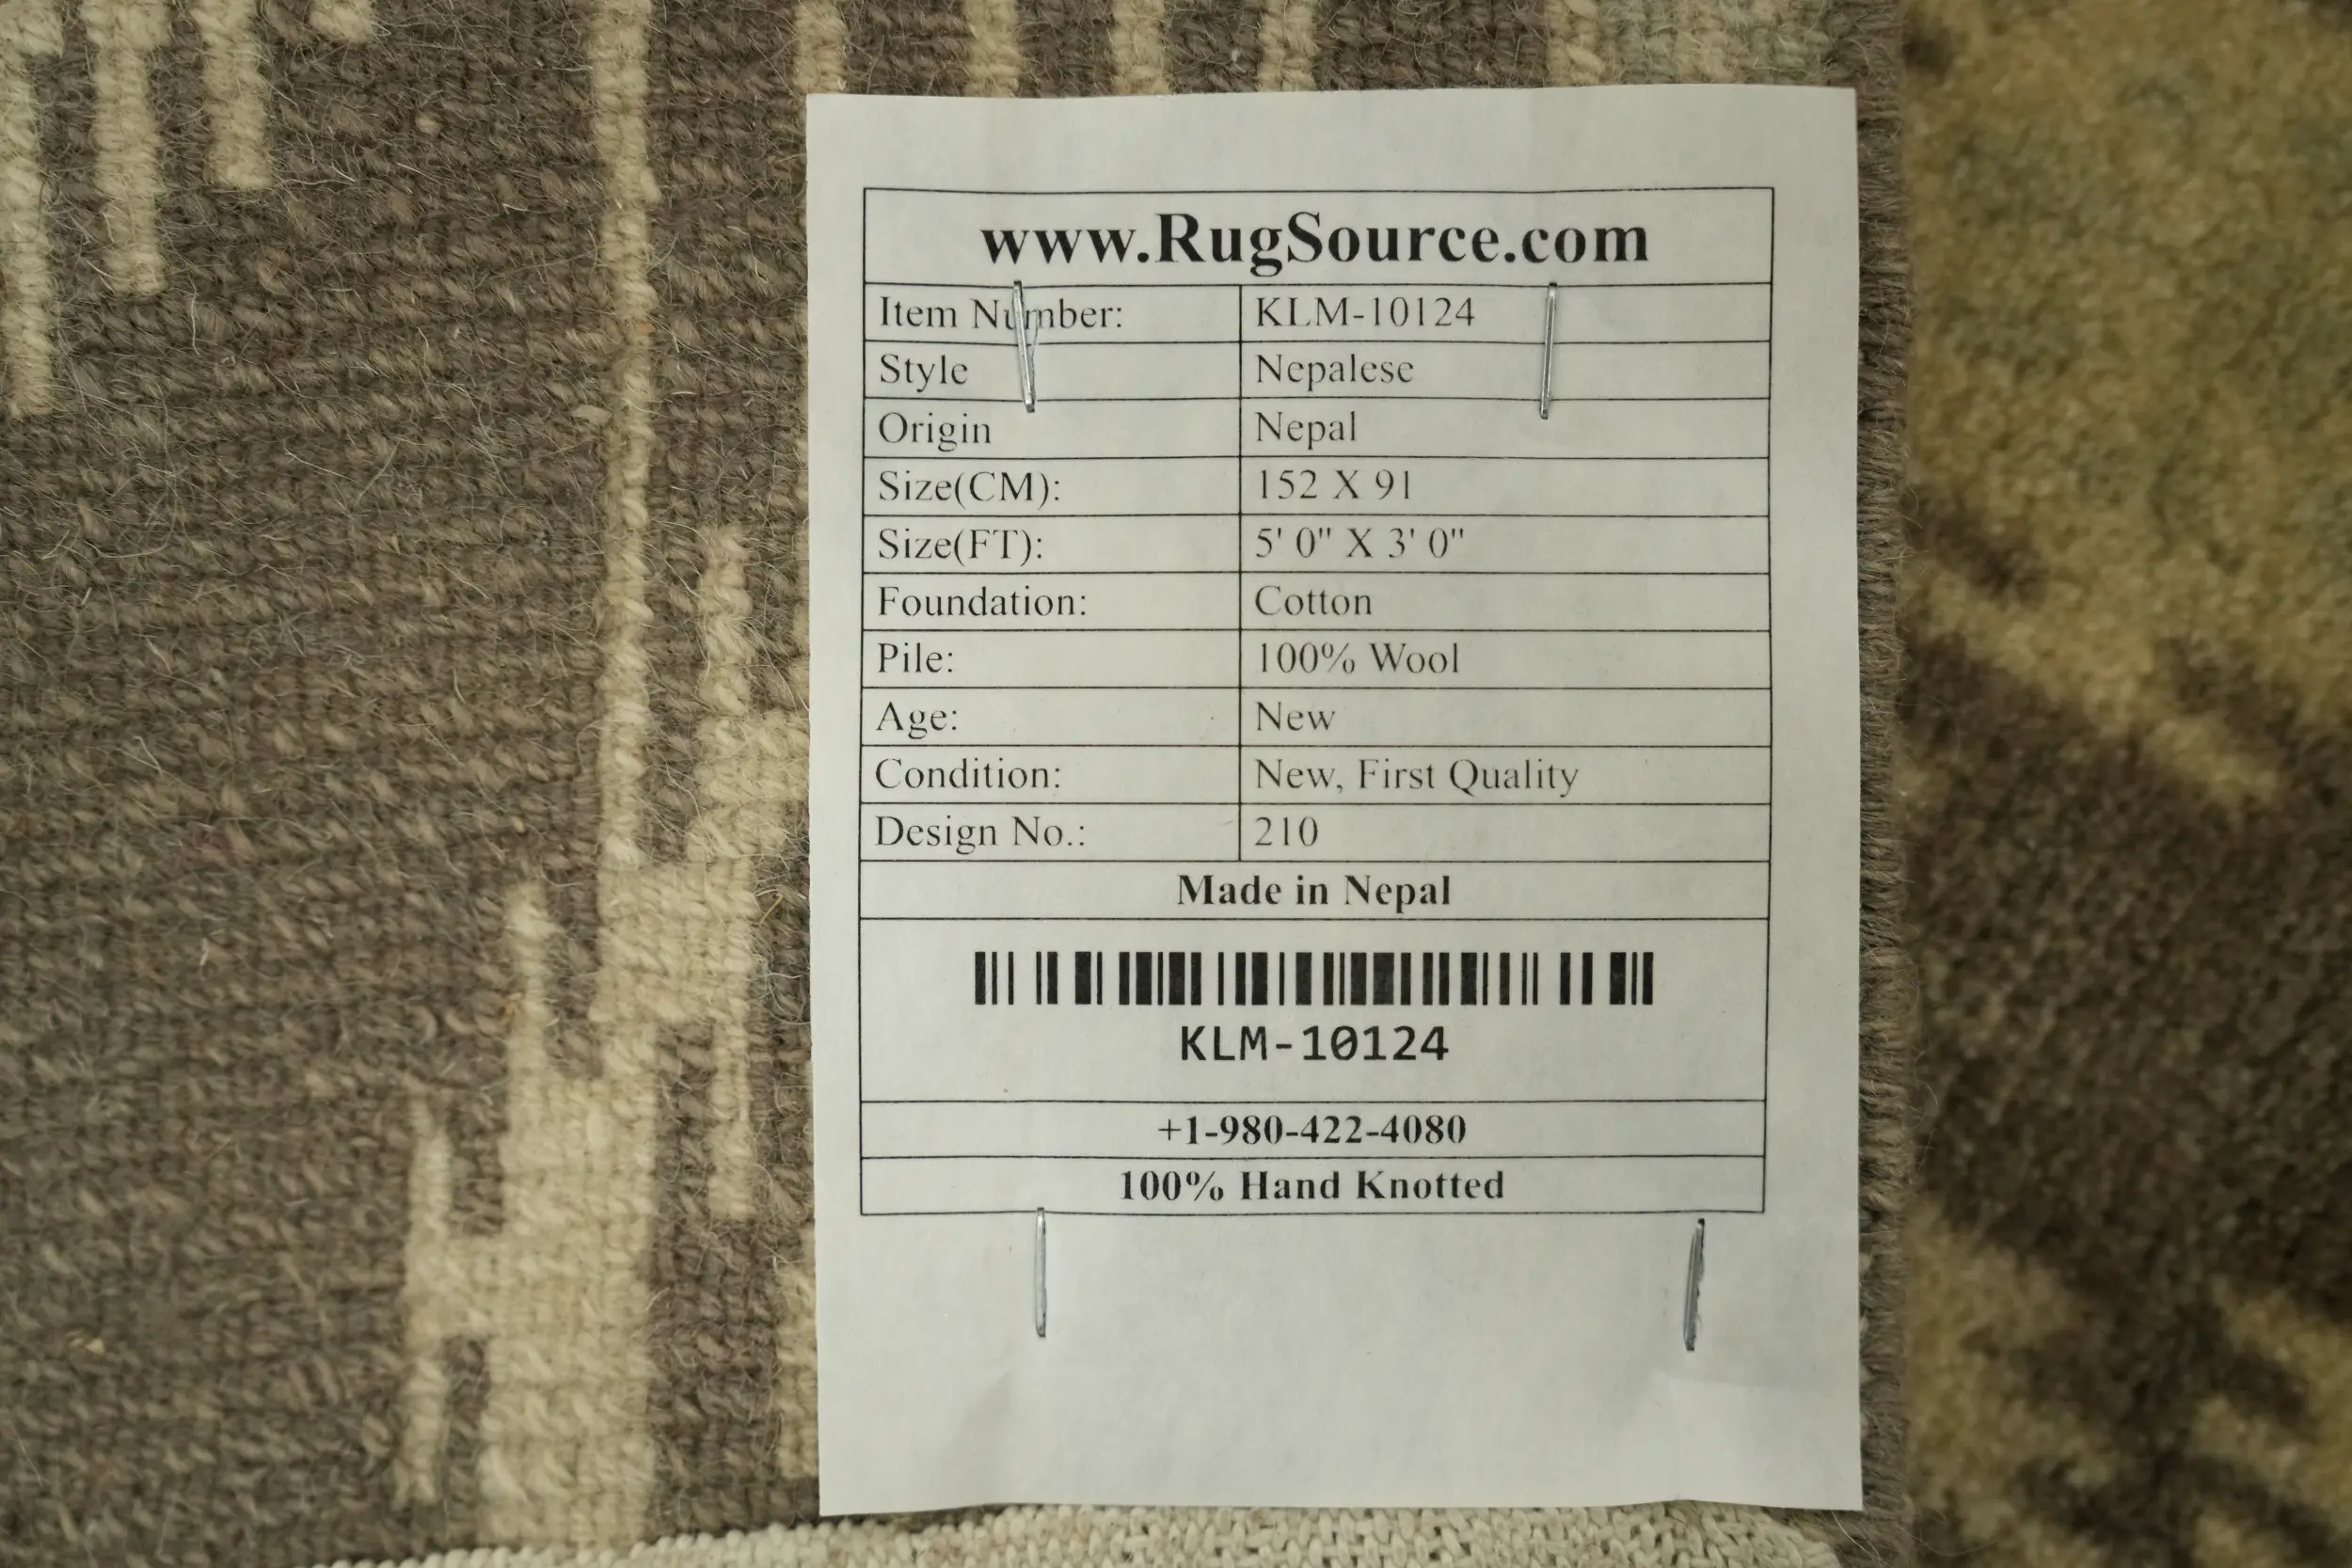 www.RugSource.com
Item Number: KLM-10124
Style Nepalese
Origin Nepal
Size(CM): 152 X 91
Size(FT): 5' 0" X 3' 0"
Foundation: Cotton
Pile: 100% Wool
Age: New
Condition: New, First Quality
Design No.: 210
Made in Nepal
KLM-10124
+1-980-422-4080
100% Hand Knotted